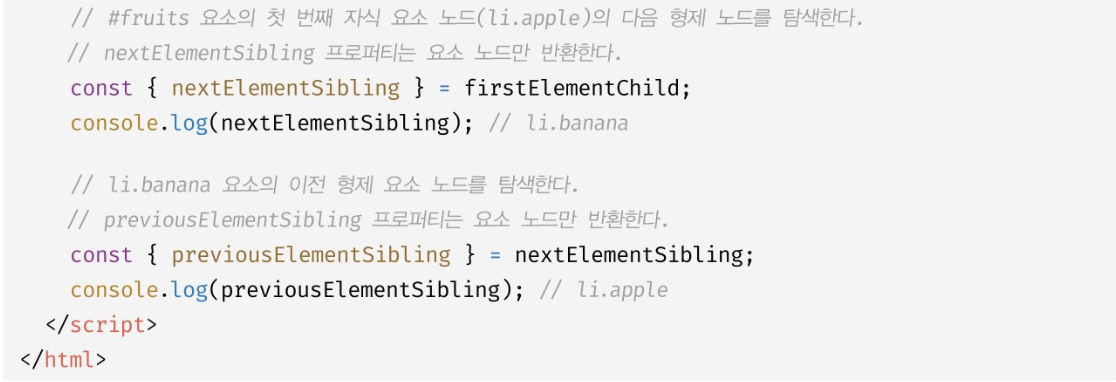 // #fruits 요소의 첫 번째 자식 요소 노드(li.apple)의 다음 형제 노드를 탐색한다.
// nextElementSibling 프로퍼티는 요소 노드만 반환한다.
const { nextElementSibling } = firstElementChild;
console.log(nextElementSibling); // li.banana
// li.banana 요소의 이전 형제 요소 노드를 탐색한다.
// previousElementSibling 프로퍼티는 요소 노드만 반환한다.
const { previousElementSibling } = nextElementSibling;
console.log(previousElementSibling); // li.apple
</script>
</html>